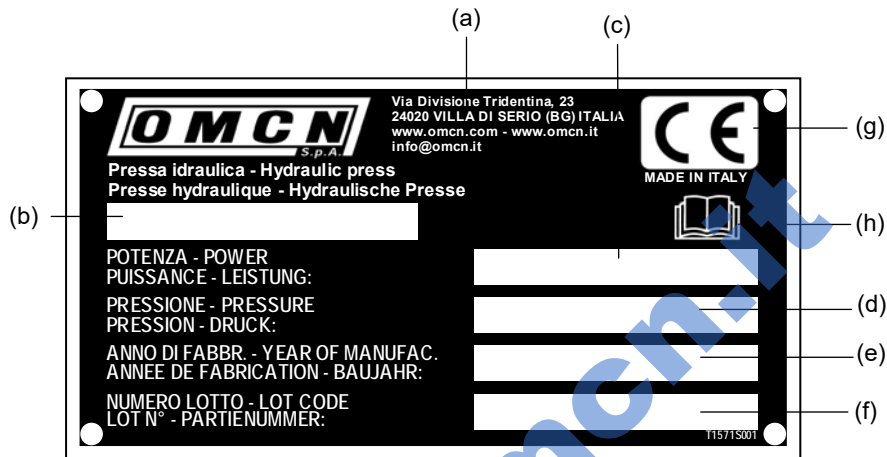 (a)
(c)
OMCN
S.p.A.
Via Divisione Tridentina, 23
24020 VILLA DI SERIO (BG) ITALIA
www.omcn.com - www.omcn.it
info@omcn.it
CE
(g)
MADE IN ITALY
Pressa idraulica - Hydraulic press
Presse hydraulique - Hydraulische Presse
(b)
(h)
POTENZA - POWER
PUISSANCE - LEISTUNG:
PRESSIONE - PRESSURE
PRESSION - DRUCK:
(d)
ANNO DI FABBR. - YEAR OF MANUFAC.
ANNEE DE FABRICATION - BAUJAHR:
(e)
NUMERO LOTTO - LOT CODE
LOT N° - PARTIENUMMER:
(f)
T1571S001
omcn.it